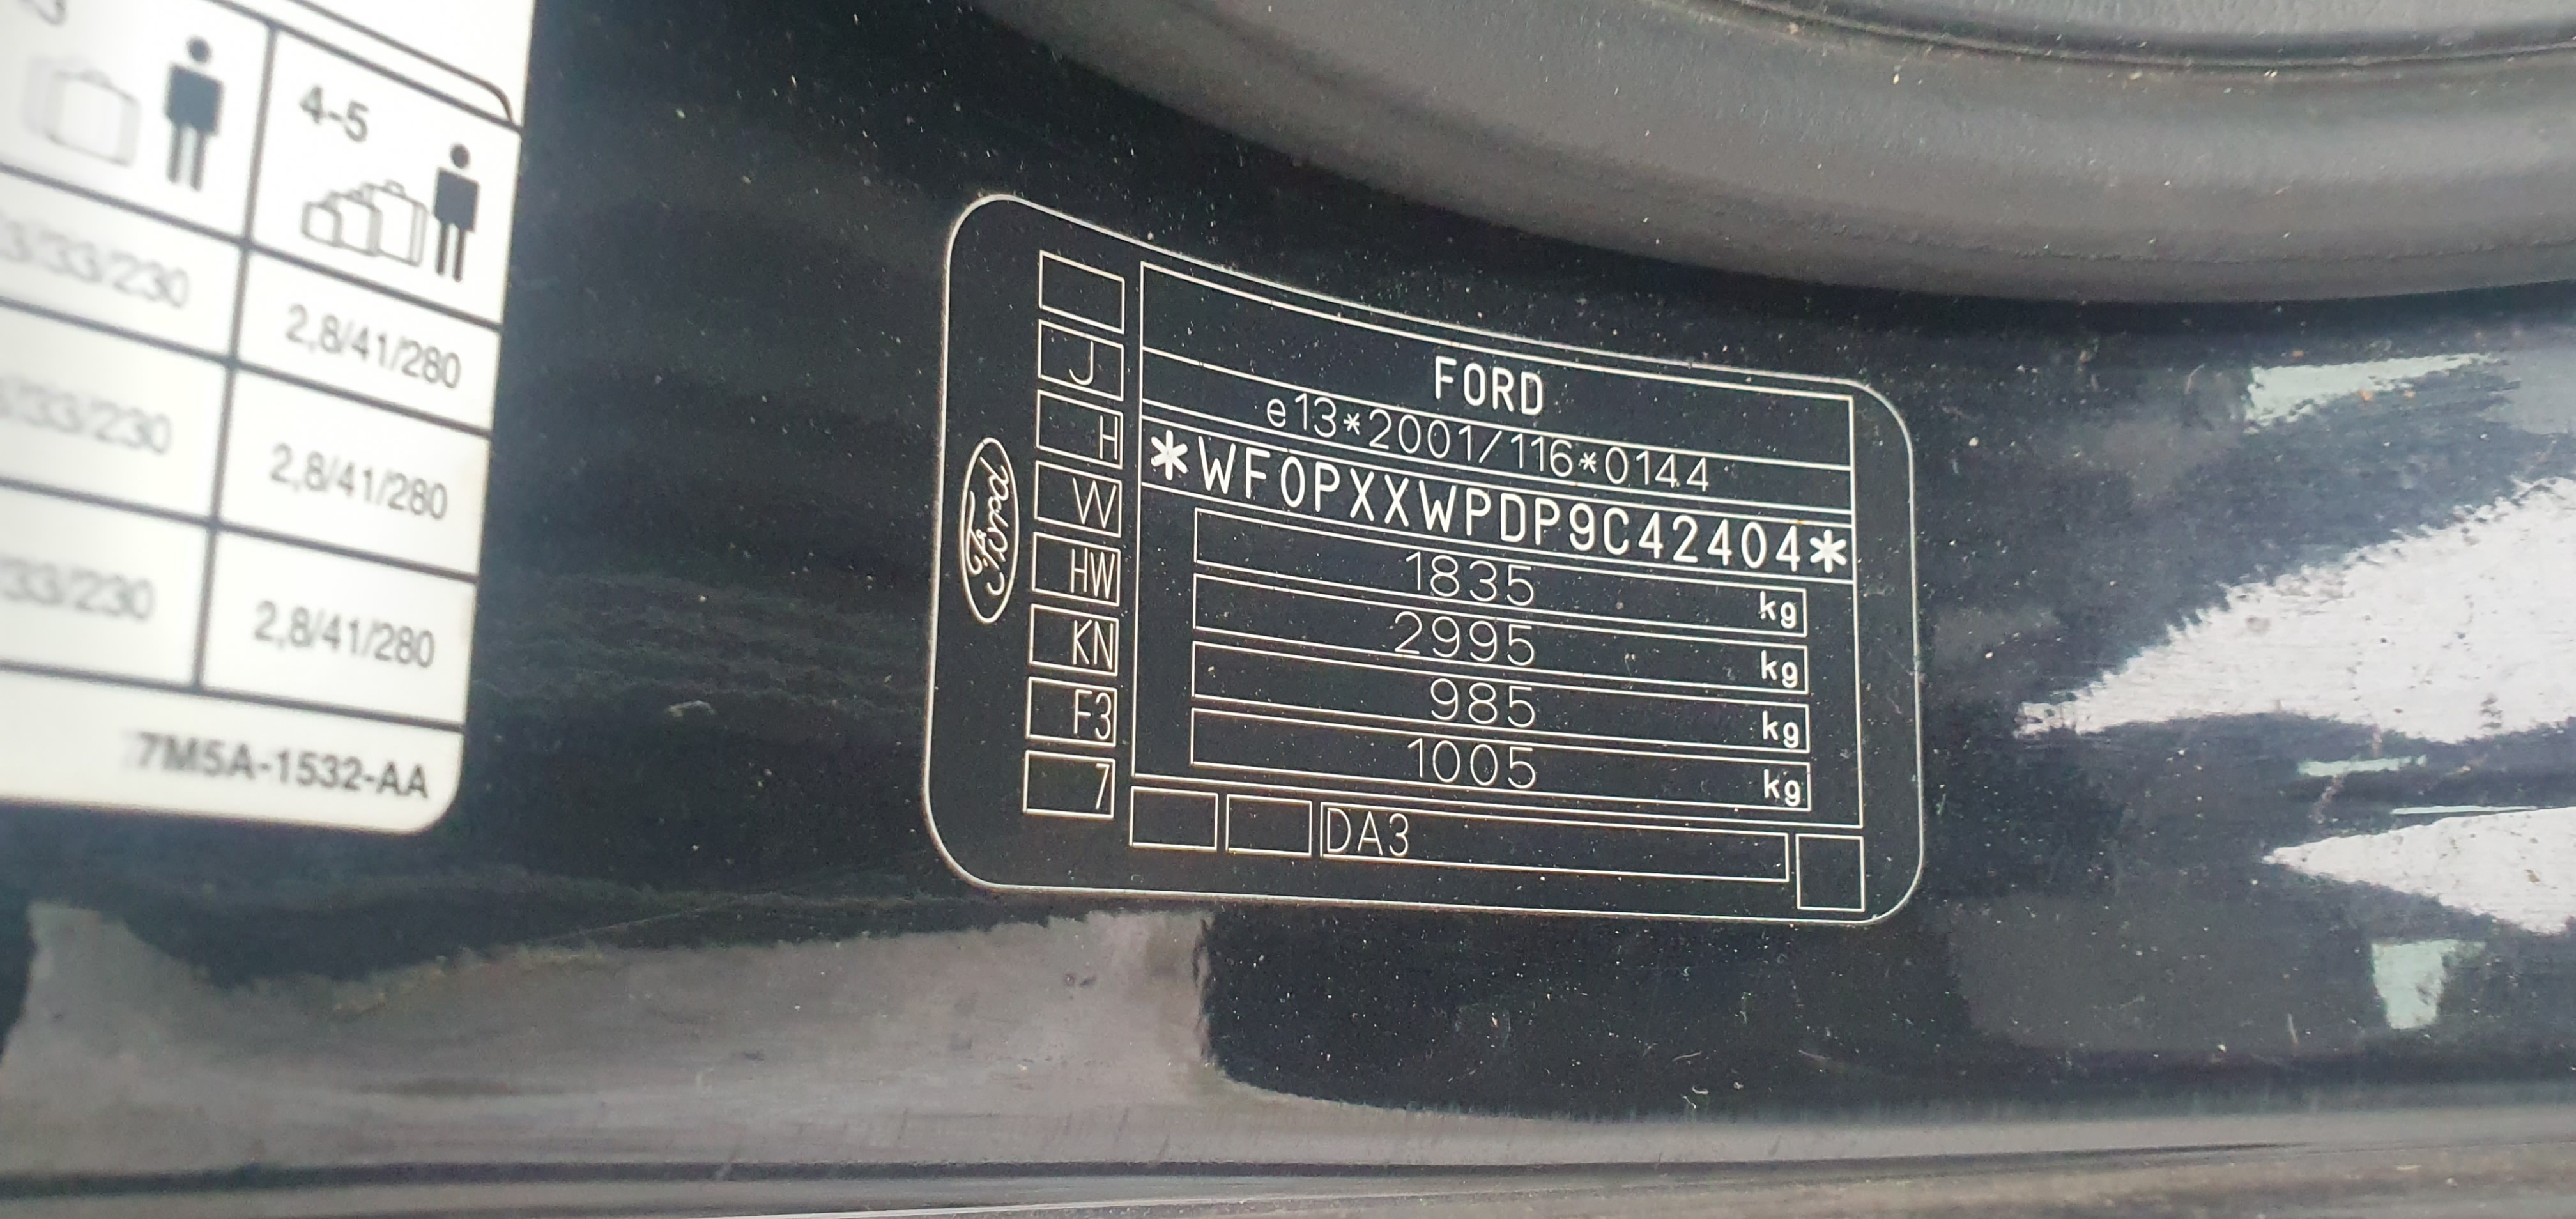 4-5
3/33/230
2,8/41/280
33/230
2,8/41/280
33/230
2,8/41/280
7M5A-1532-AA
Ford
J
H
W
HW
KN
F3
7
FORD
e13*2001/116*0144
*WF0PXXWPDP9C42404*
1835 kg
2995 kg
985 kg
1005 kg
DA3